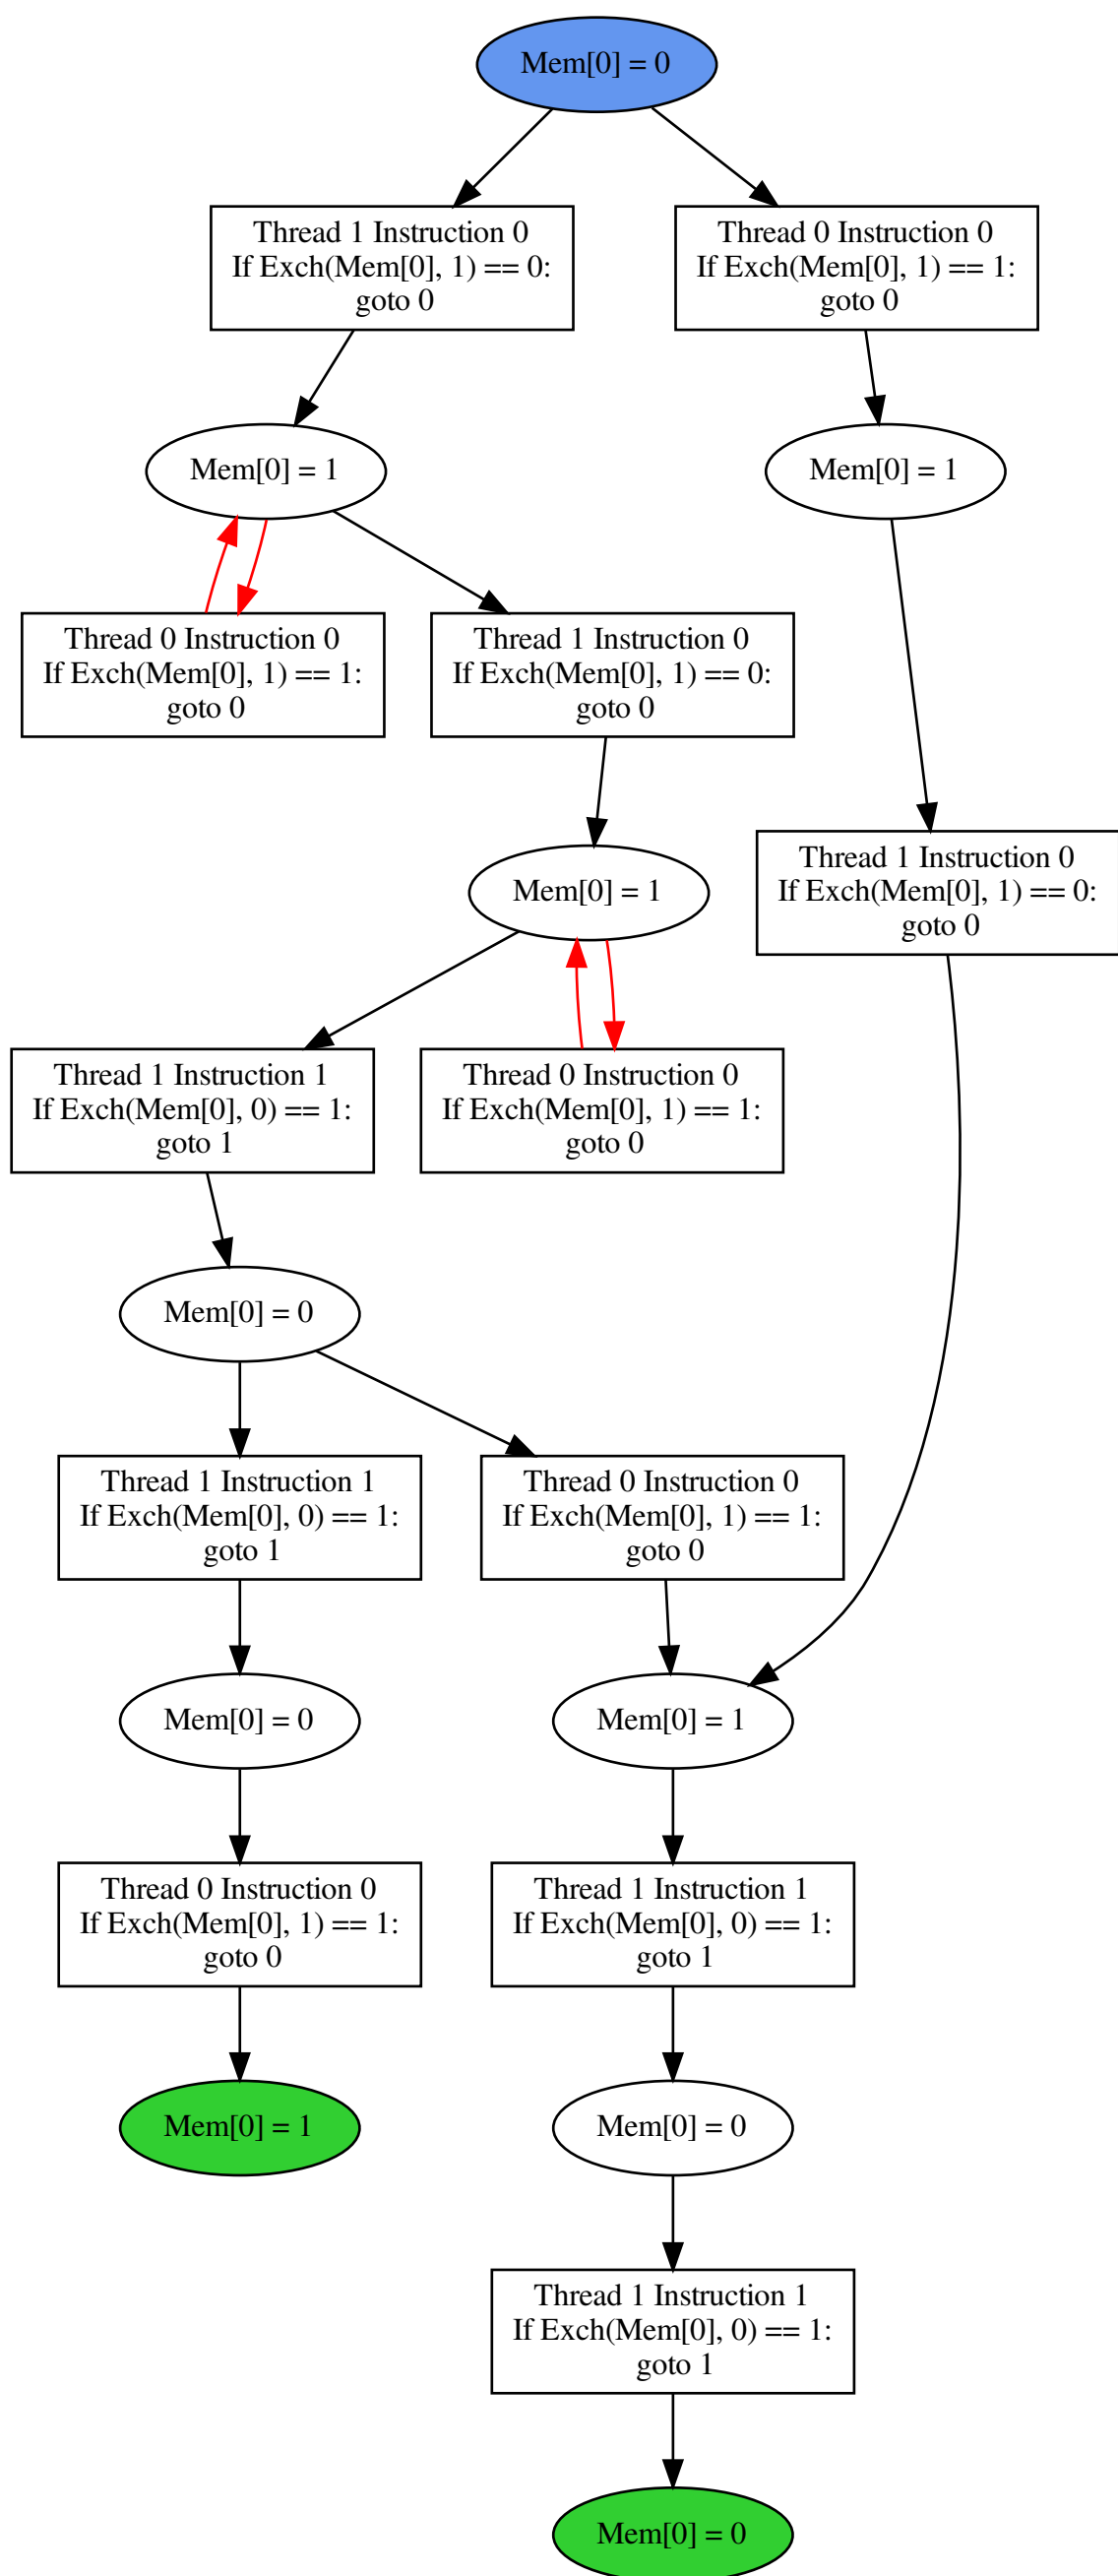 Mem[0] = 0
Thread 1 Instruction 0
If Exch(Mem[0], 1) == 0:
goto 0
Thread 0 Instruction 0
If Exch(Mem[0], 1) == 1:
goto 0
Mem[0] = 1
Mem[0] = 1
Thread 0 Instruction 0
If Exch(Mem[0], 1) == 1:
goto 0
Thread 1 Instruction 0
If Exch(Mem[0], 1) == 0:
goto 0
Mem[0] = 1
Thread 1 Instruction 0
If Exch(Mem[0], 1) == 0:
goto 0
Thread 1 Instruction 1
If Exch(Mem[0], 0) == 1:
goto 1
Thread 0 Instruction 0
If Exch(Mem[0], 1) == 1:
goto 0
Mem[0] = 0
Thread 1 Instruction 1
If Exch(Mem[0], 0) == 1:
goto 1
Thread 0 Instruction 0
If Exch(Mem[0], 1) == 1:
goto 0
Mem[0] = 0
Mem[0] = 1
Thread 0 Instruction 0
If Exch(Mem[0], 1) == 1:
goto 0
Thread 1 Instruction 1
If Exch(Mem[0], 0) == 1:
goto 1
Mem[0] = 1
Mem[0] = 0
Thread 1 Instruction 1
If Exch(Mem[0], 0) == 1:
goto 1
Mem[0] = 0